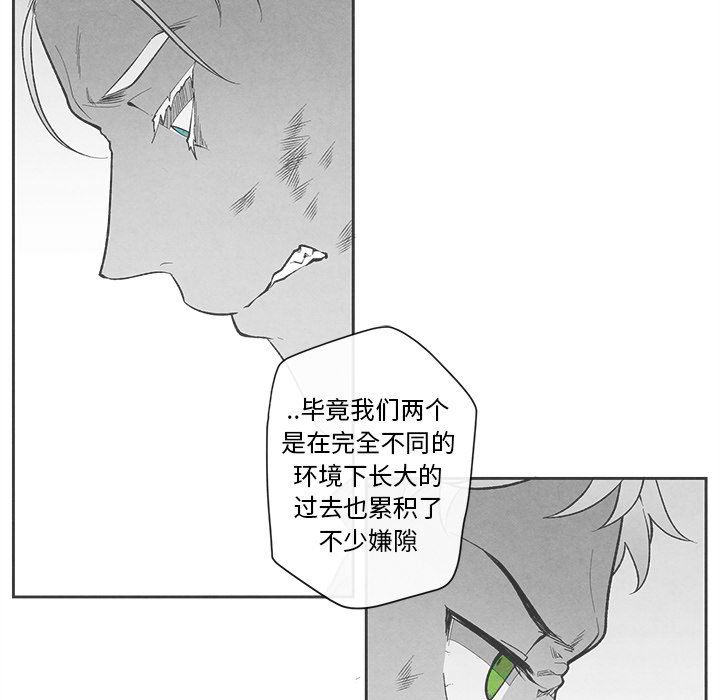 ..毕竟我们两个
是在完全不同的
环境下长大的
过去也累积了
不少嫌隙